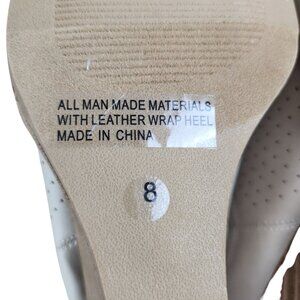 ALL MAN MADE MATERIALS
WITH LEATHER WRAP HEEL
MADE IN CHINA
8